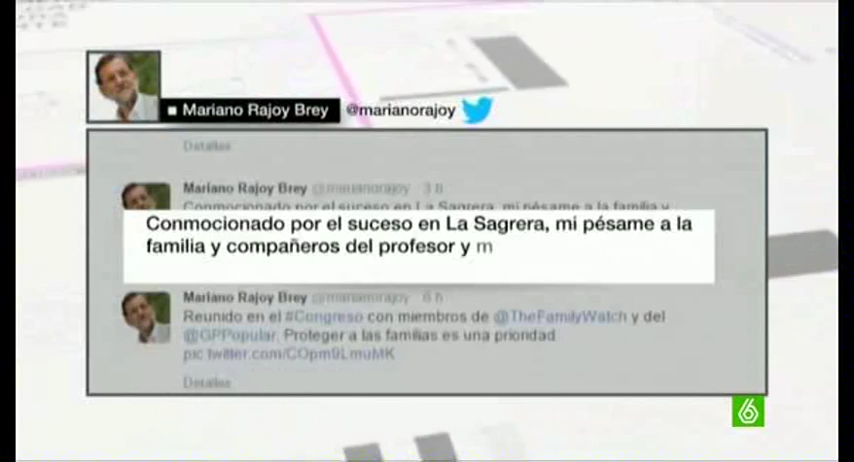 Mariano Rajoy Brey @marianorajoy
Detalles
Mariano Rajoy Brey @marianorajoy 3 h
Conmocionado por el suceso en La Sagrera, mi pésame a la familia y
Conmocionado por el suceso en La Sagrera, mi pésame a la
familia y compañeros del profesor y m
Mariano Rajoy Brey @marianorajoy 6 h
Reunido en el #Congreso con miembros de @TheFamilyWatch y del
@GPPopular. Proteger a las familias es una prioridad
pic.twitter.com/COpm9LmuMK
Detalles
6